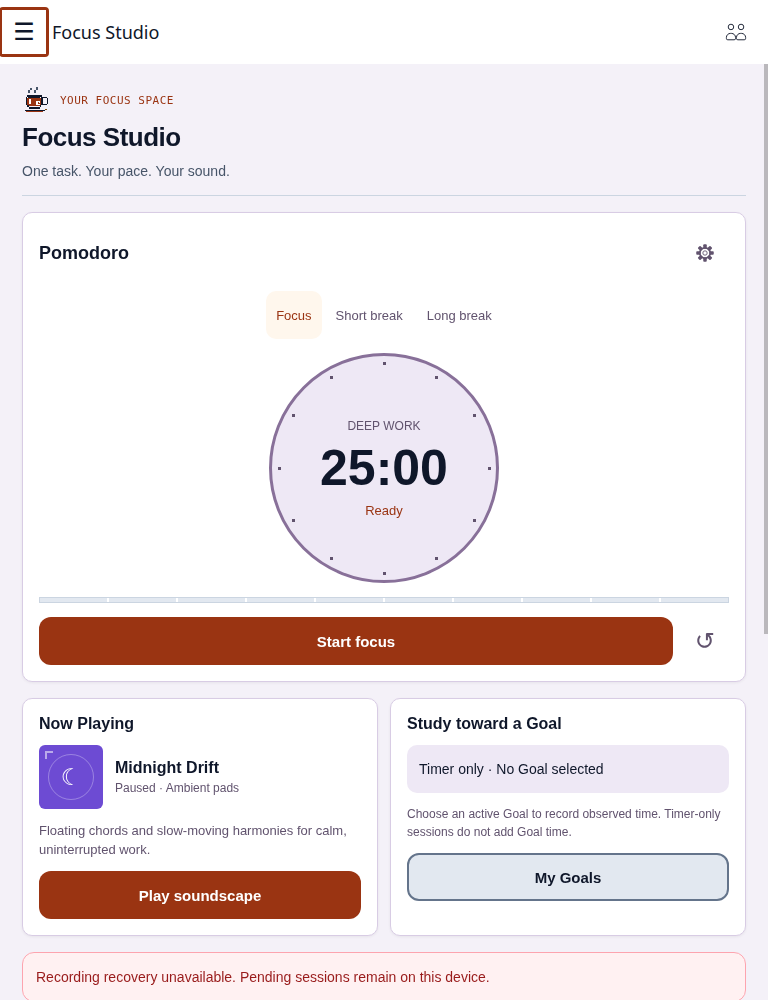 Focus Studio
YOUR FOCUS SPACE
Focus Studio
One task. Your pace. Your sound.
Pomodoro
Focus
Short break
Long break
DEEP WORK
25:00
Ready
Start focus
Now Playing
Midnight Drift
Paused · Ambient pads
Floating chords and slow-moving harmonies for calm,
uninterrupted work.
Play soundscape
Study toward a Goal
Timer only · No Goal selected
Choose an active Goal to record observed time. Timer-only
sessions do not add Goal time.
My Goals
Recording recovery unavailable. Pending sessions remain on this device.